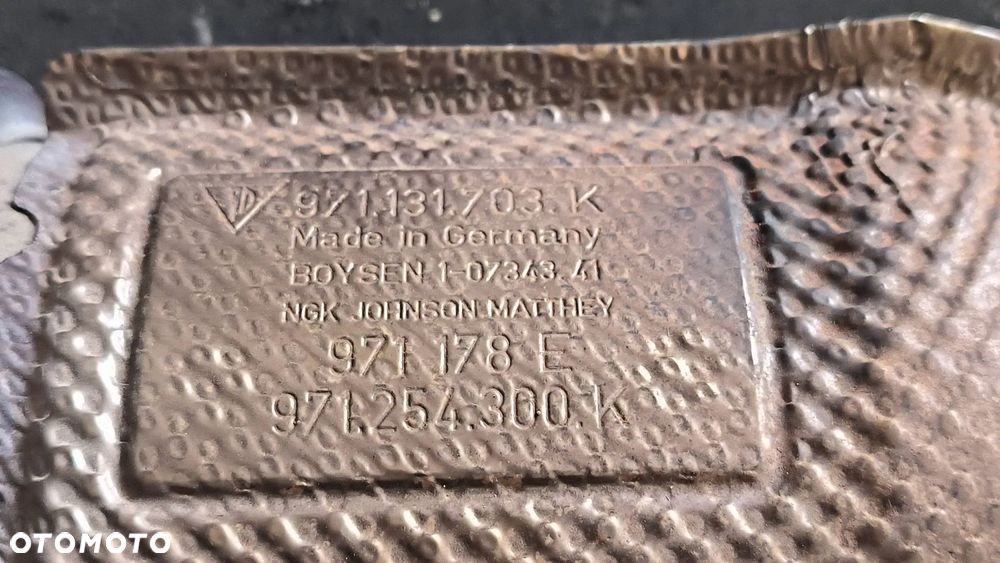 971.131.703.K
Made in Germany
BOYSEN 1-07343.41
NGK JOHNSON MATTHEY
971 178 E
971.254.300.K
OTOMOTO